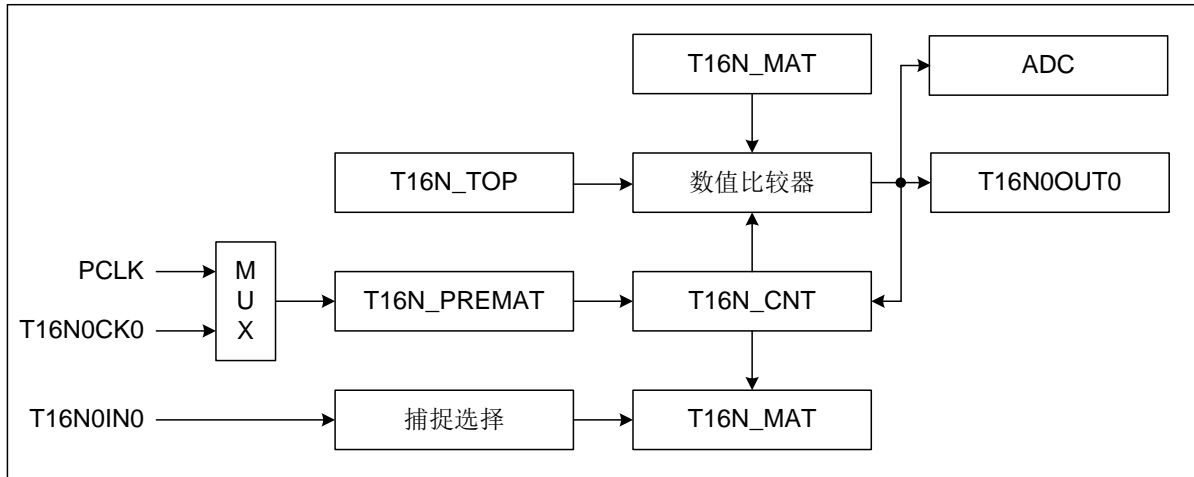 T16N_MAT
ADC
T16N_TOP
数值比较器
T16N0OUT0
PCLK
T16N0CK0
M
U
X
T16N_PREMAT
T16N_CNT
T16N0IN0
捕捉选择
T16N_MAT